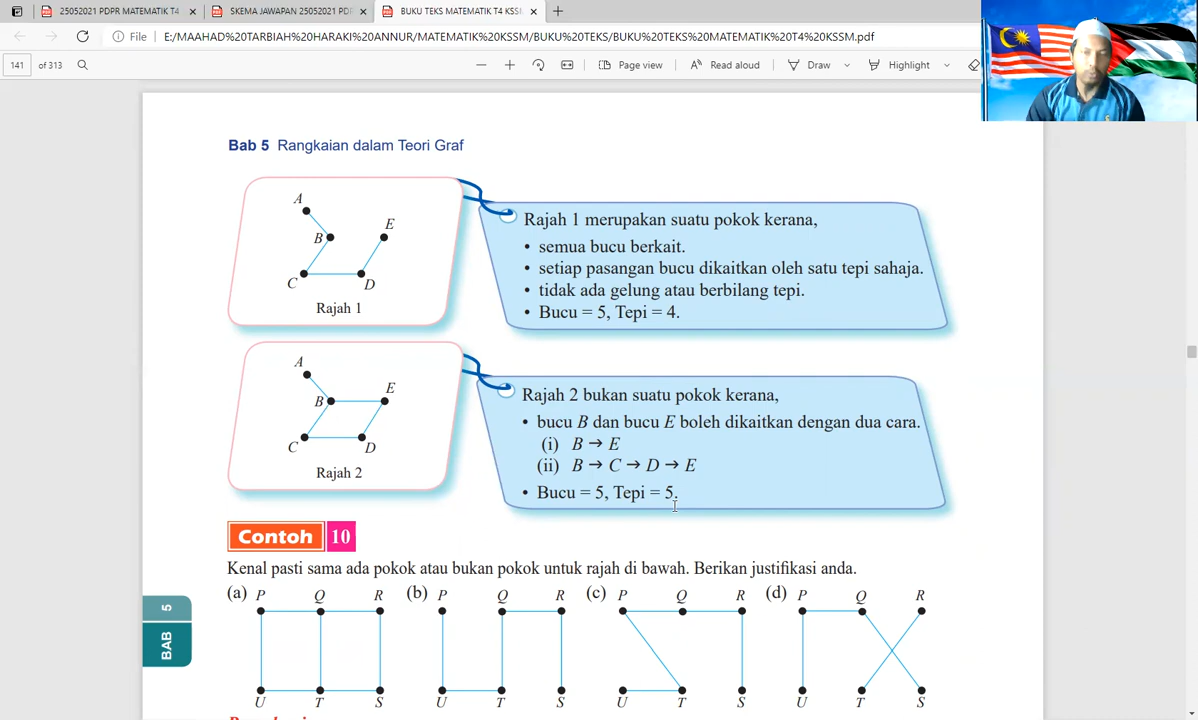 25052021 PDPR MATEMATIK T4
SKEMA JAWAPAN 25052021 PDF
BUKU TEKS MATEMATIK T4 KSS
File
E:/MAAHAD%20TARBIAH%20HARAKI%20ANNUR/MATEMATIK%20KSSM/BUKU%20TEKS/BUKU%20TEKS%20MATEMATIK%20T4%20KSSM.pdf
141 of 313
Page view
Read aloud
Draw
Highlight
Bab 5 Rangkaian dalam Teori Graf
A
E
B
C
D
Rajah 1
Rajah 1 merupakan suatu pokok kerana,
• semua bucu berkait.
• setiap pasangan bucu dikaitkan oleh satu tepi sahaja.
• tidak ada gelung atau berbilang tepi.
• Bucu = 5, Tepi = 4.
A
E
B
C
D
Rajah 2
Rajah 2 bukan suatu pokok kerana,
• bucu B dan bucu E boleh dikaitkan dengan dua cara.
(i) B → E
(ii) B → C → D → E
• Bucu = 5, Tepi = 5.
Contoh 10
Kenal pasti sama ada pokok atau bukan pokok untuk rajah di bawah. Berikan justifikasi anda.
(a) P Q R (b) P Q R (c) P Q R (d) P Q R
U T S U T S U T S U T S
5
BAB